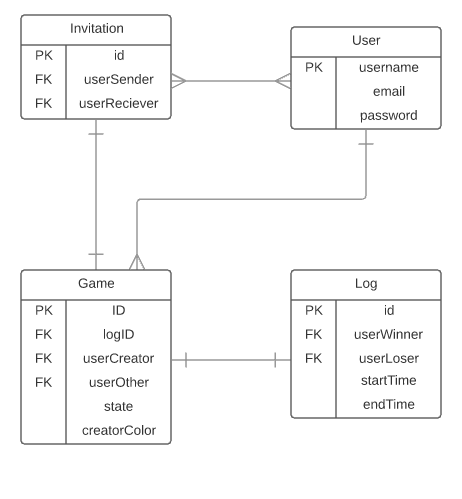 Invitation
PK id
FK userSender
FK userReciever
User
PK username
email
password
Game
PK ID
FK logID
FK userCreator
FK userOther
state
creatorColor
Log
PK id
FK userWinner
FK userLoser
startTime
endTime